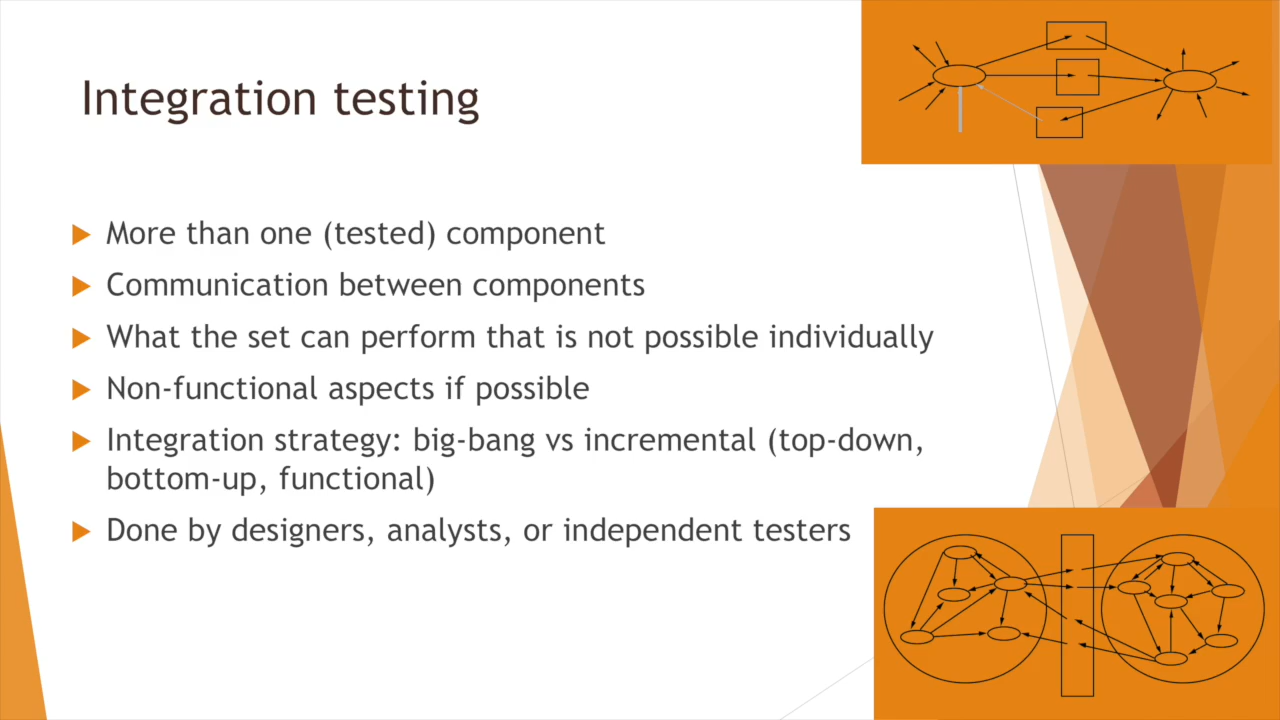 Integration testing
More than one (tested) component
Communication between components
What the set can perform that is not possible individually
Non-functional aspects if possible
Integration strategy: big-bang vs incremental (top-down,
bottom-up, functional)
Done by designers, analysts, or independent testers